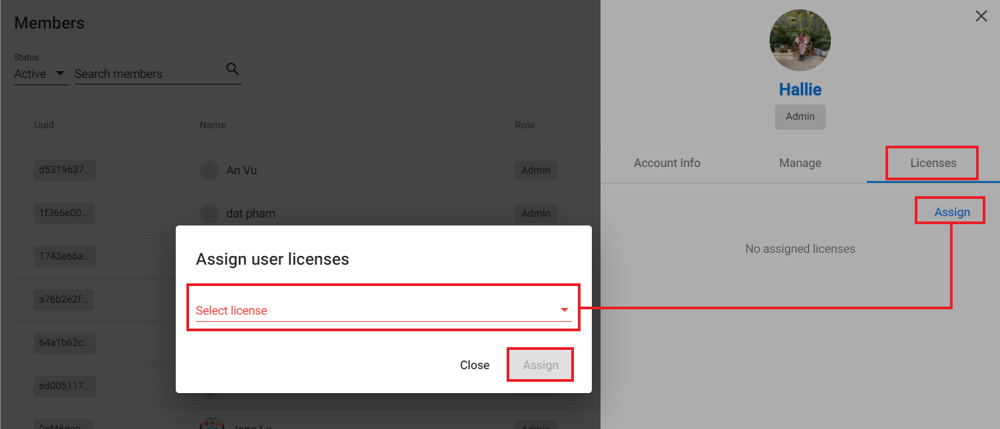 Members
Status
Active
Search members
Uuid Name Role
d5319637... An Vu Admin
1f366e00... dat pham Admin
1743e66a...
a76b2e2f...
64a1b62c...
ed005117...
Admin
Hallie
Admin
Account Info Manage Licenses
Assign
No assigned licenses
Assign user licenses
Select license
Close Assign